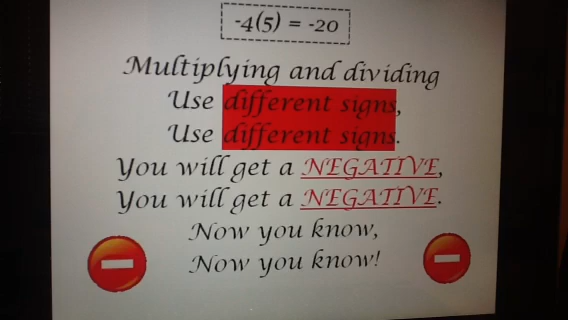 -4(5) = -20
Multiplying and dividing
Use different signs,
Use different signs.
You will get a NEGATIVE,
You will get a NEGATIVE.
Now you know,
Now you know!